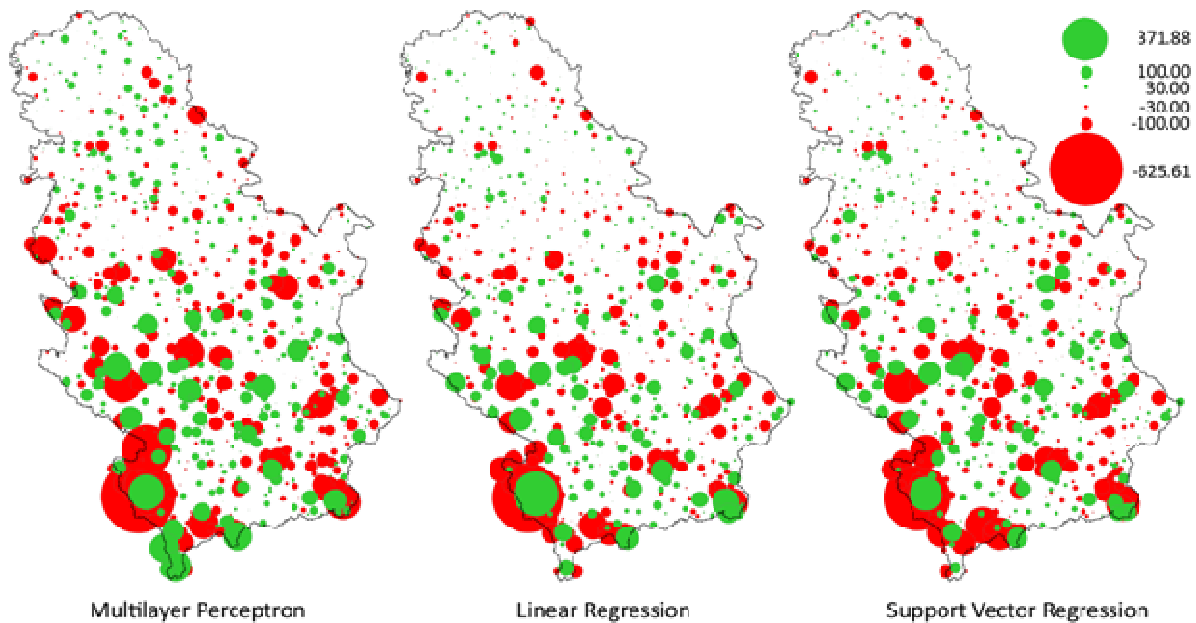 371.88
100.00
30.00
-30.00
-100.00
-525.61
Multilayer Perceptron
Linear Regression
Support Vector Regression